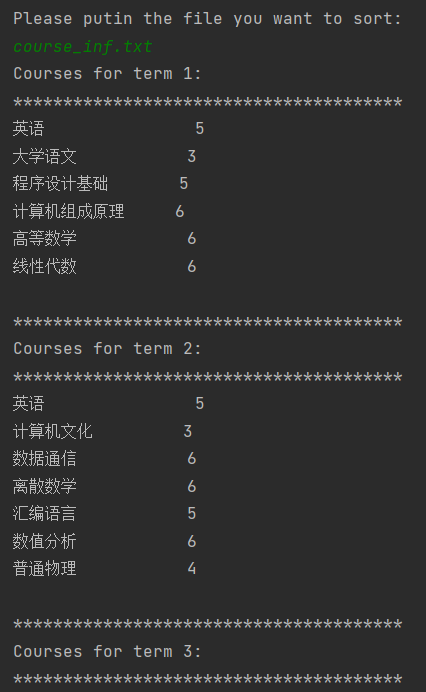 Please putin the file you want to sort:
course_inf.txt
Courses for term 1:
***************************************
英语 5
大学语文 3
程序设计基础 5
计算机组成原理 6
高等数学 6
线性代数 6
***************************************
Courses for term 2:
***************************************
英语 5
计算机文化 3
数据通信 6
离散数学 6
汇编语言 5
数值分析 6
普通物理 4
***************************************
Courses for term 3:
***************************************